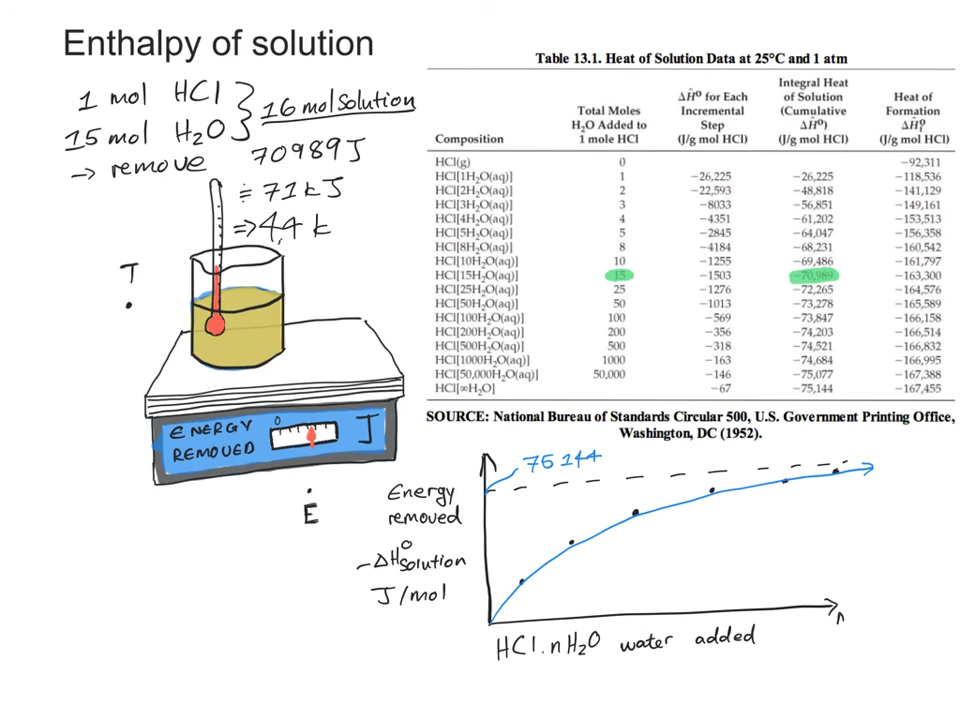 Enthalpy of solution
1 mol HCl
15 mol H₂O
} 16 mol solution
→ remove 70989J
≑ 71 kJ
⇒ 4,4 k
T
ENERGY
REMOVED
0
J
E
Table 13.1. Heat of Solution Data at 25°C and 1 atm
Composition | Total Moles H₂O Added to 1 mole HCl | ΔĤ° for Each Incremental Step (J/g mol HCl) | Integral Heat of Solution (Cumulative ΔĤ°) (J/g mol HCl) | Heat of Formation ΔĤ°f (J/g mol HCl)
HCl(g) 0 −92,311
HCl[1H₂O(aq)] 1 −26,225 −26,225 −118,536
HCl[2H₂O(aq)] 2 −22,593 −48,818 −141,129
HCl[3H₂O(aq)] 3 −8033 −56,851 −149,161
HCl[4H₂O(aq)] 4 −4351 −61,202 −153,513
HCl[5H₂O(aq)] 5 −2845 −64,047 −156,358
HCl[8H₂O(aq)] 8 −4184 −68,231 −160,542
HCl[10H₂O(aq)] 10 −1255 −69,486 −161,797
HCl[15H₂O(aq)] 15 −1503 −70,989 −163,300
HCl[25H₂O(aq)] 25 −1276 −72,265 −164,576
HCl[50H₂O(aq)] 50 −1013 −73,278 −165,589
HCl[100H₂O(aq)] 100 −569 −73,847 −166,158
HCl[200H₂O(aq)] 200 −356 −74,203 −166,514
HCl[500H₂O(aq)] 500 −318 −74,521 −166,832
HCl[1000H₂O(aq)] 1000 −163 −74,684 −166,995
HCl[50,000H₂O(aq)] 50,000 −146 −75,077 −167,388
HCl[∞H₂O] −67 −75,144 −167,455
SOURCE: National Bureau of Standards Circular 500, U.S. Government Printing Office,
Washington, DC (1952).
75 144
Energy
removed
−ΔH°solution
J/mol
n
HCl.nH₂O water added